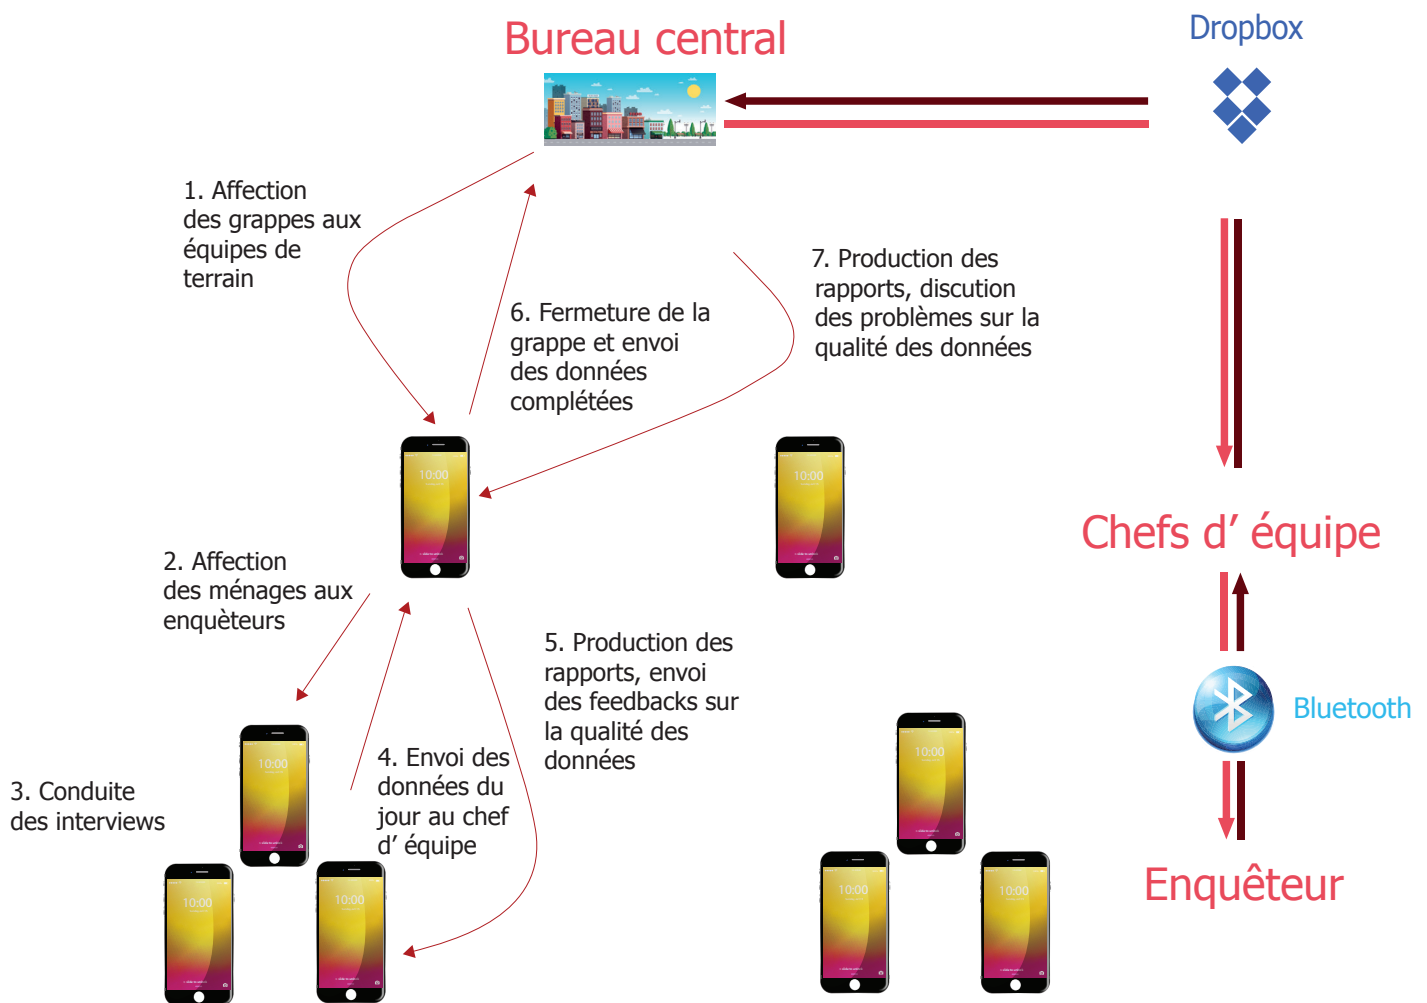 Bureau central
Dropbox
1. Affection
des grappes aux
équipes de
terrain
6. Fermeture de la
grappe et envoi
des données
complétées
7. Production des
rapports, discution
des problèmes sur la
qualité des données
10:00
10:00
Chefs d' équipe
2. Affection
des ménages aux
enquèteurs
5. Production des
rapports, envoi
des feedbacks sur
la qualité des
données
Bluetooth
4. Envoi des
données du
jour au chef
d' équipe
3. Conduite
des interviews
10:00
10:00
10:00
10:00
10:00
10:00
Enquêteur